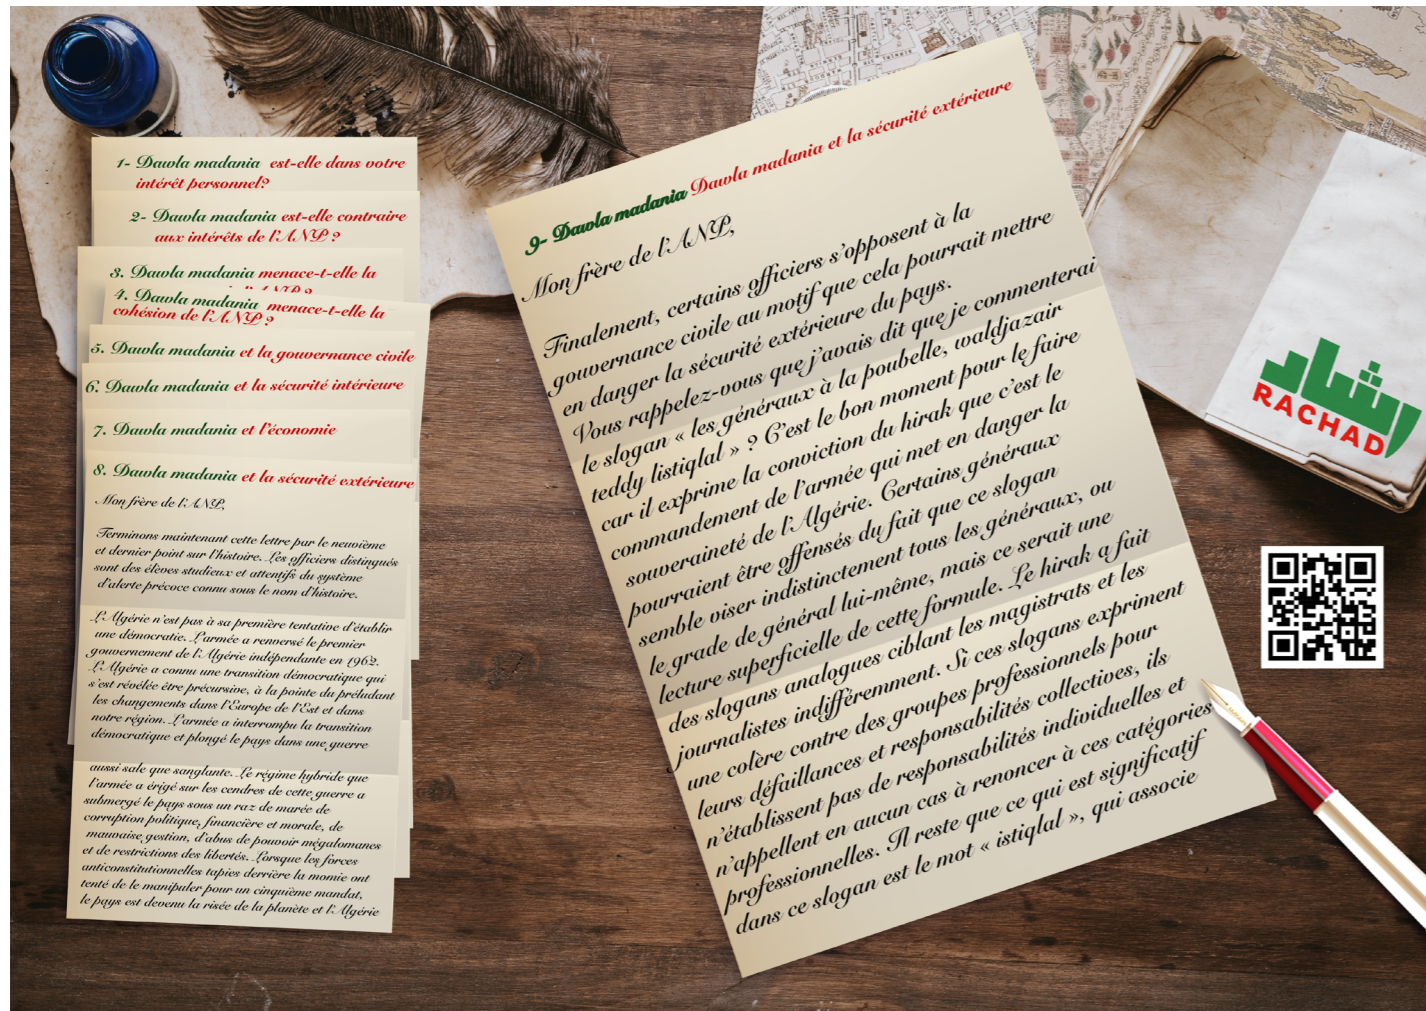 1- Dawla madania est-elle dans votre
intérêt personnel?
2- Dawla madania est-elle contraire
aux intérêts de l'ANP ?
3. Dawla madania menace-t-elle la
4. Dawla madania menace-t-elle la
cohésion de l'ANP ?
5. Dawla madania et la gouvernance civile
6. Dawla madania et la sécurité intérieure
7. Dawla madania et l'économie
8. Dawla madania et la sécurité extérieure
Mon frère de l'ANP,
Terminons maintenant cette lettre par le neuvième
et dernier point sur l'histoire. Les officiers distingués
sont des élèves studieux et attentifs du système
d'alerte précoce connu sous le nom d'histoire.
L'Algérie n'est pas à sa première tentative d'établir
une démocratie. L'armée a renversé le premier
gouvernement de l'Algérie indépendante en 1962.
L'Algérie a connu une transition démocratique qui
s'est révélée être précursive, à la pointe du préludant
les changements dans l'Europe de l'Est et dans
notre région. L'armée a interrompu la transition
démocratique et plongé le pays dans une guerre
aussi sale que sanglante. Le régime hybride que
l'armée a érigé sur les cendres de cette guerre a
submergé le pays sous un raz de marée de
corruption politique, financière et morale, de
mauvaise gestion, d'abus de pouvoir mégalomanes
et de restrictions des libertés. Lorsque les forces
anticonstitutionnelles tapies derrière la momie ont
tenté de le manipuler pour un cinquième mandat,
le pays est devenu la risée de la planète et l'Algérie
9- Dawla madania Dawla madania et la sécurité extérieure
Mon frère de l'ANP,
Finalement, certains officiers s'opposent à la
gouvernance civile au motif que cela pourrait mettre
en danger la sécurité extérieure du pays.
Vous rappelez-vous que j'avais dit que je commenterai
le slogan « les généraux à la poubelle, waldjazair
teddy listiqlal » ? C'est le bon moment pour le faire
car il exprime la conviction du hirak que c'est le
commandement de l'armée qui met en danger la
souveraineté de l'Algérie. Certains généraux
pourraient être offensés du fait que ce slogan
semble viser indistinctement tous les généraux, ou
le grade de général lui-même, mais ce serait une
lecture superficielle de cette formule. Le hirak a fait
des slogans analogues ciblant les magistrats et les
journalistes indifféremment. Si ces slogans expriment
une colère contre des groupes professionnels pour
leurs défaillances et responsabilités collectives, ils
n'établissent pas de responsabilités individuelles et
n'appellent en aucun cas à renoncer à ces catégories
professionnelles. Il reste que ce qui est significatif
dans ce slogan est le mot « istiqlal », qui associe
رشاد
RACHAD